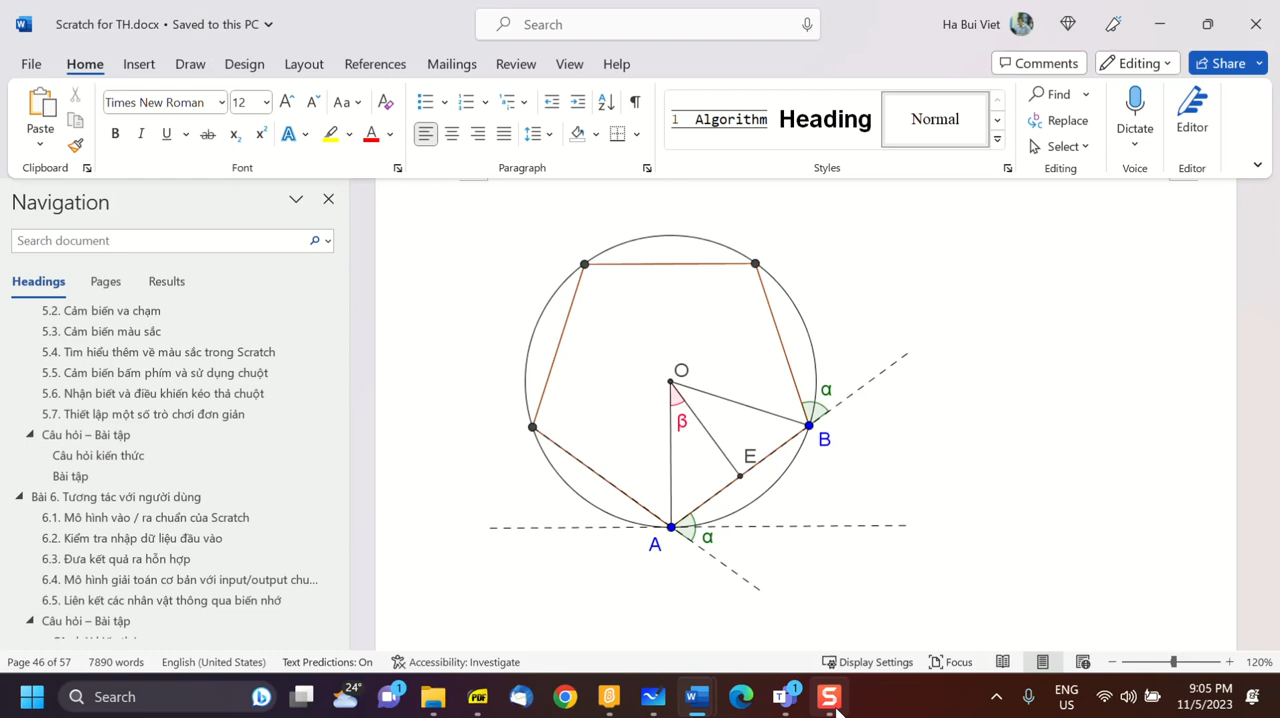 Scratch for TH.docx • Saved to this PC
Search
Ha Bui Viet
File Home Insert Draw Design Layout References Mailings Review View Help
Comments Editing Share
Paste
Times New Roman 12
Aa
B I U ab x₂ x² A A
1 Algorithm Heading Normal
Find
Replace
Select
Dictate
Editor
Clipboard Font Paragraph Styles Editing Voice Editor
Navigation
Search document
Headings Pages Results
5.2. Cảm biến va chạm
5.3. Cảm biến màu sắc
5.4. Tìm hiểu thêm về màu sắc trong Scratch
5.5. Cảm biến bấm phím và sử dụng chuột
5.6. Nhận biết và điều khiển kéo thả chuột
5.7. Thiết lập một số trò chơi đơn giản
Câu hỏi – Bài tập
Câu hỏi kiến thức
Bài tập
Bài 6. Tương tác với người dùng
6.1. Mô hình vào / ra chuẩn của Scratch
6.2. Kiểm tra nhập dữ liệu đầu vào
6.3. Đưa kết quả ra hỗn hợp
6.4. Mô hình giải toán cơ bản với input/output chu...
6.5. Liên kết các nhân vật thông qua biến nhớ
Câu hỏi – Bài tập
O
α
β
B
E
A
α
Page 46 of 57 7890 words English (United States) Text Predictions: On Accessibility: Investigate Display Settings Focus 120%
Search
24°
1
PDF
1
S
ENG
US
9:05 PM
11/5/2023